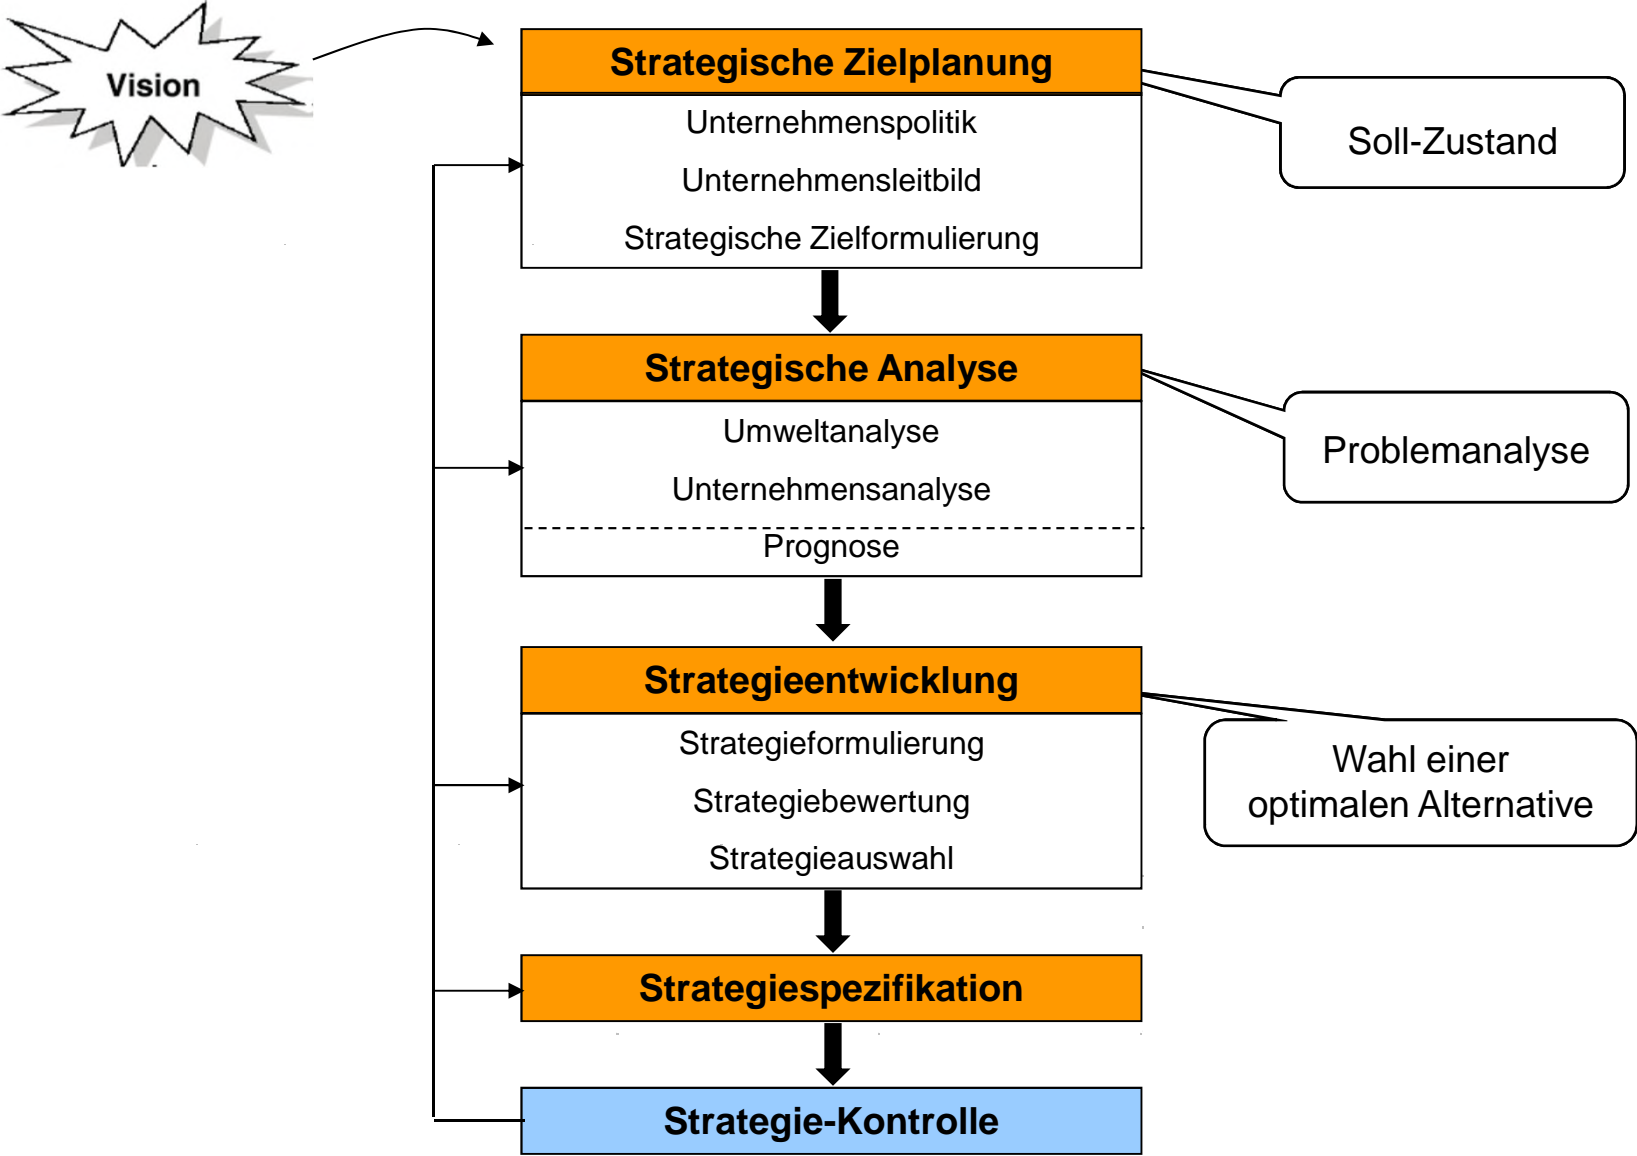 Vision
Strategische Zielplanung
Unternehmenspolitik
Unternehmensleitbild
Strategische Zielformulierung
Soll-Zustand
Strategische Analyse
Umweltanalyse
Unternehmensanalyse
Prognose
Problemanalyse
Strategieentwicklung
Strategieformulierung
Strategiebewertung
Strategieauswahl
Wahl einer
optimalen Alternative
Strategiespezifikation
Strategie-Kontrolle